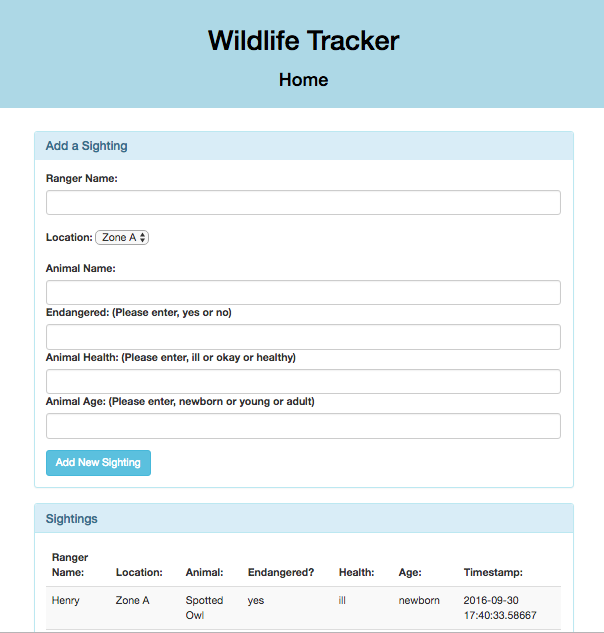 Wildlife Tracker
Home
Add a Sighting
Ranger Name:
Location: Zone A
Animal Name:
Endangered: (Please enter, yes or no)
Animal Health: (Please enter, ill or okay or healthy)
Animal Age: (Please enter, newborn or young or adult)
Add New Sighting
Sightings
Ranger Name: Location: Animal: Endangered? Health: Age: Timestamp:
Henry Zone A Spotted Owl yes ill newborn 2016-09-30 17:40:33.58667